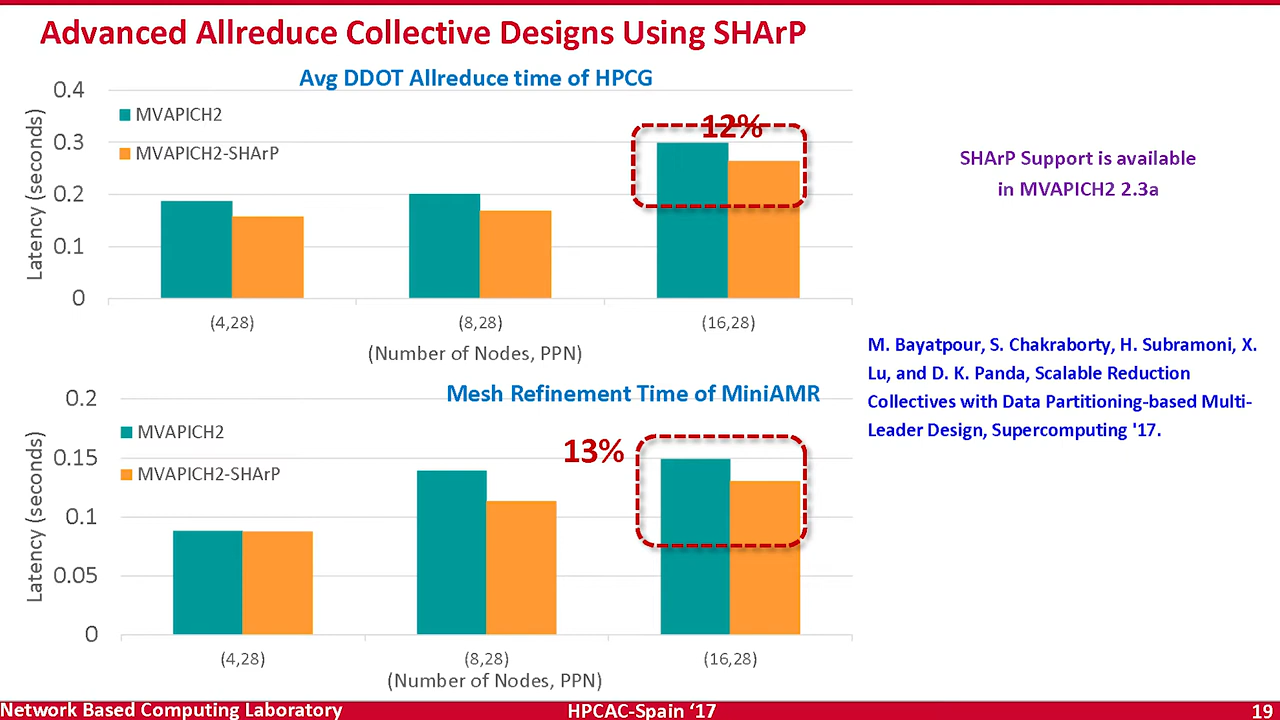 Advanced Allreduce Collective Designs Using SHArP
Avg DDOT Allreduce time of HPCG
Latency (seconds)
0.4
0.3
0.2
0.1
0
MVAPICH2
MVAPICH2-SHArP
12%
(4,28)
(8,28)
(16,28)
(Number of Nodes, PPN)
SHArP Support is available
in MVAPICH2 2.3a
Mesh Refinement Time of MiniAMR
Latency (seconds)
0.2
0.15
0.1
0.05
0
MVAPICH2
MVAPICH2-SHArP
13%
(4,28)
(8,28)
(16,28)
(Number of Nodes, PPN)
M. Bayatpour, S. Chakraborty, H. Subramoni, X.
Lu, and D. K. Panda, Scalable Reduction
Collectives with Data Partitioning-based Multi-
Leader Design, Supercomputing '17.
Network Based Computing Laboratory
HPCAC-Spain ‘17
19